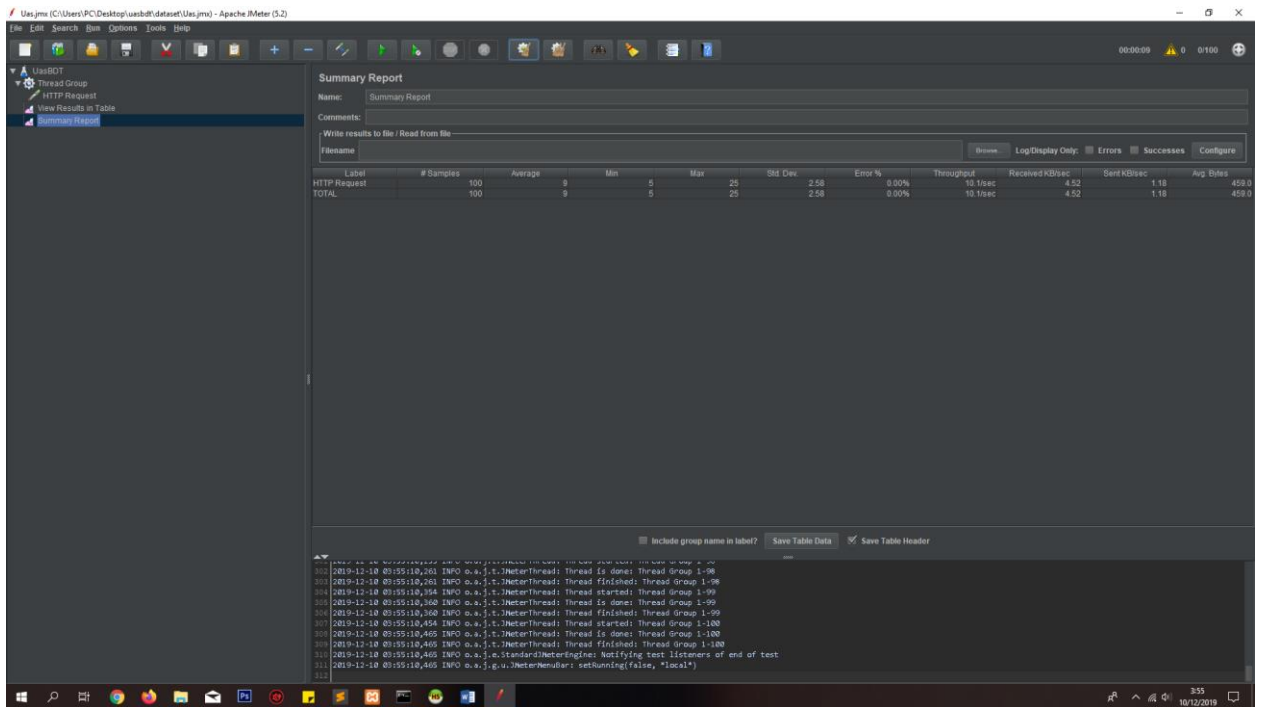 Uas.jmx (C:\Users\PC\Desktop\uasbdt\dataset\Uas.jmx) - Apache JMeter (5.2)
File Edit Search Run Options Tools Help
00:00:09 0 0/100
UasBDT
Thread Group
HTTP Request
View Results in Table
Summary Report
Summary Report
Name: Summary Report
Comments:
Write results to file / Read from file
Filename Browse... Log/Display Only: Errors Successes Configure
Label # Samples Average Min Max Std. Dev. Error % Throughput Received KB/sec Sent KB/sec Avg. Bytes
HTTP Request 100 9 5 25 2.58 0.00% 10.1/sec 4.52 1.18 459.0
TOTAL 100 9 5 25 2.58 0.00% 10.1/sec 4.52 1.18 459.0
Include group name in label? Save Table Data Save Table Header
302 2019-12-10 03:55:10,261 INFO o.a.j.t.JMeterThread: Thread is done: Thread Group 1-98
303 2019-12-10 03:55:10,261 INFO o.a.j.t.JMeterThread: Thread finished: Thread Group 1-98
304 2019-12-10 03:55:10,354 INFO o.a.j.t.JMeterThread: Thread started: Thread Group 1-99
305 2019-12-10 03:55:10,360 INFO o.a.j.t.JMeterThread: Thread is done: Thread Group 1-99
306 2019-12-10 03:55:10,360 INFO o.a.j.t.JMeterThread: Thread finished: Thread Group 1-99
307 2019-12-10 03:55:10,454 INFO o.a.j.t.JMeterThread: Thread started: Thread Group 1-100
308 2019-12-10 03:55:10,465 INFO o.a.j.t.JMeterThread: Thread is done: Thread Group 1-100
309 2019-12-10 03:55:10,465 INFO o.a.j.t.JMeterThread: Thread finished: Thread Group 1-100
310 2019-12-10 03:55:10,465 INFO o.a.j.e.StandardJMeterEngine: Notifying test listeners of end of test
311 2019-12-10 03:55:10,465 INFO o.a.j.g.u.JMeterMenuBar: setRunning(false, *local*)
312
Ps
3:55
10/12/2019